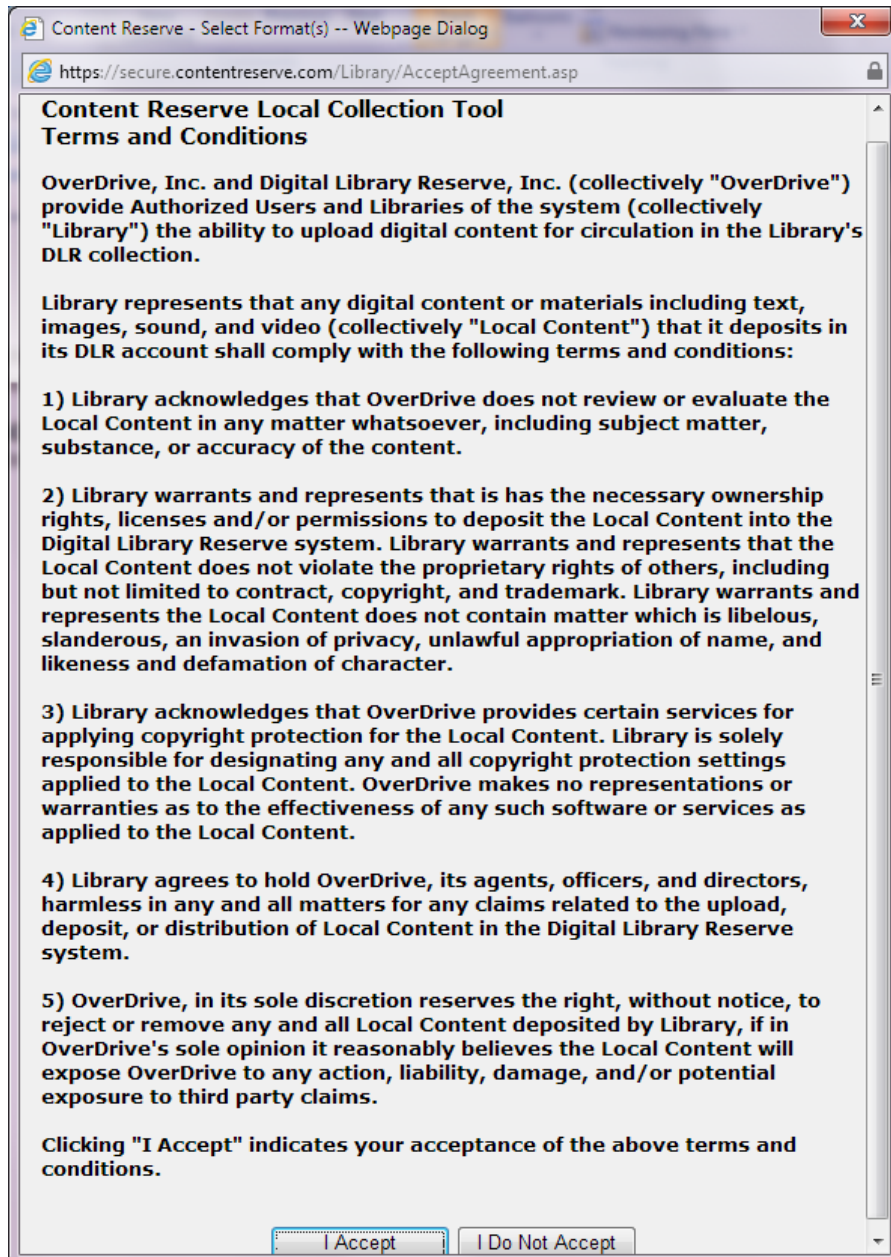 Content Reserve - Select Format(s) -- Webpage Dialog
https://secure.contentreserve.com/Library/AcceptAgreement.asp
Content Reserve Local Collection Tool
Terms and Conditions
OverDrive, Inc. and Digital Library Reserve, Inc. (collectively "OverDrive")
provide Authorized Users and Libraries of the system (collectively
"Library") the ability to upload digital content for circulation in the Library's
DLR collection.
Library represents that any digital content or materials including text,
images, sound, and video (collectively "Local Content") that it deposits in
its DLR account shall comply with the following terms and conditions:
1) Library acknowledges that OverDrive does not review or evaluate the
Local Content in any matter whatsoever, including subject matter,
substance, or accuracy of the content.
2) Library warrants and represents that is has the necessary ownership
rights, licenses and/or permissions to deposit the Local Content into the
Digital Library Reserve system. Library warrants and represents that the
Local Content does not violate the proprietary rights of others, including
but not limited to contract, copyright, and trademark. Library warrants and
represents the Local Content does not contain matter which is libelous,
slanderous, an invasion of privacy, unlawful appropriation of name, and
likeness and defamation of character.
3) Library acknowledges that OverDrive provides certain services for
applying copyright protection for the Local Content. Library is solely
responsible for designating any and all copyright protection settings
applied to the Local Content. OverDrive makes no representations or
warranties as to the effectiveness of any such software or services as
applied to the Local Content.
4) Library agrees to hold OverDrive, its agents, officers, and directors,
harmless in any and all matters for any claims related to the upload,
deposit, or distribution of Local Content in the Digital Library Reserve
system.
5) OverDrive, in its sole discretion reserves the right, without notice, to
reject or remove any and all Local Content deposited by Library, if in
OverDrive's sole opinion it reasonably believes the Local Content will
expose OverDrive to any action, liability, damage, and/or potential
exposure to third party claims.
Clicking "I Accept" indicates your acceptance of the above terms and
conditions.
I Accept I Do Not Accept